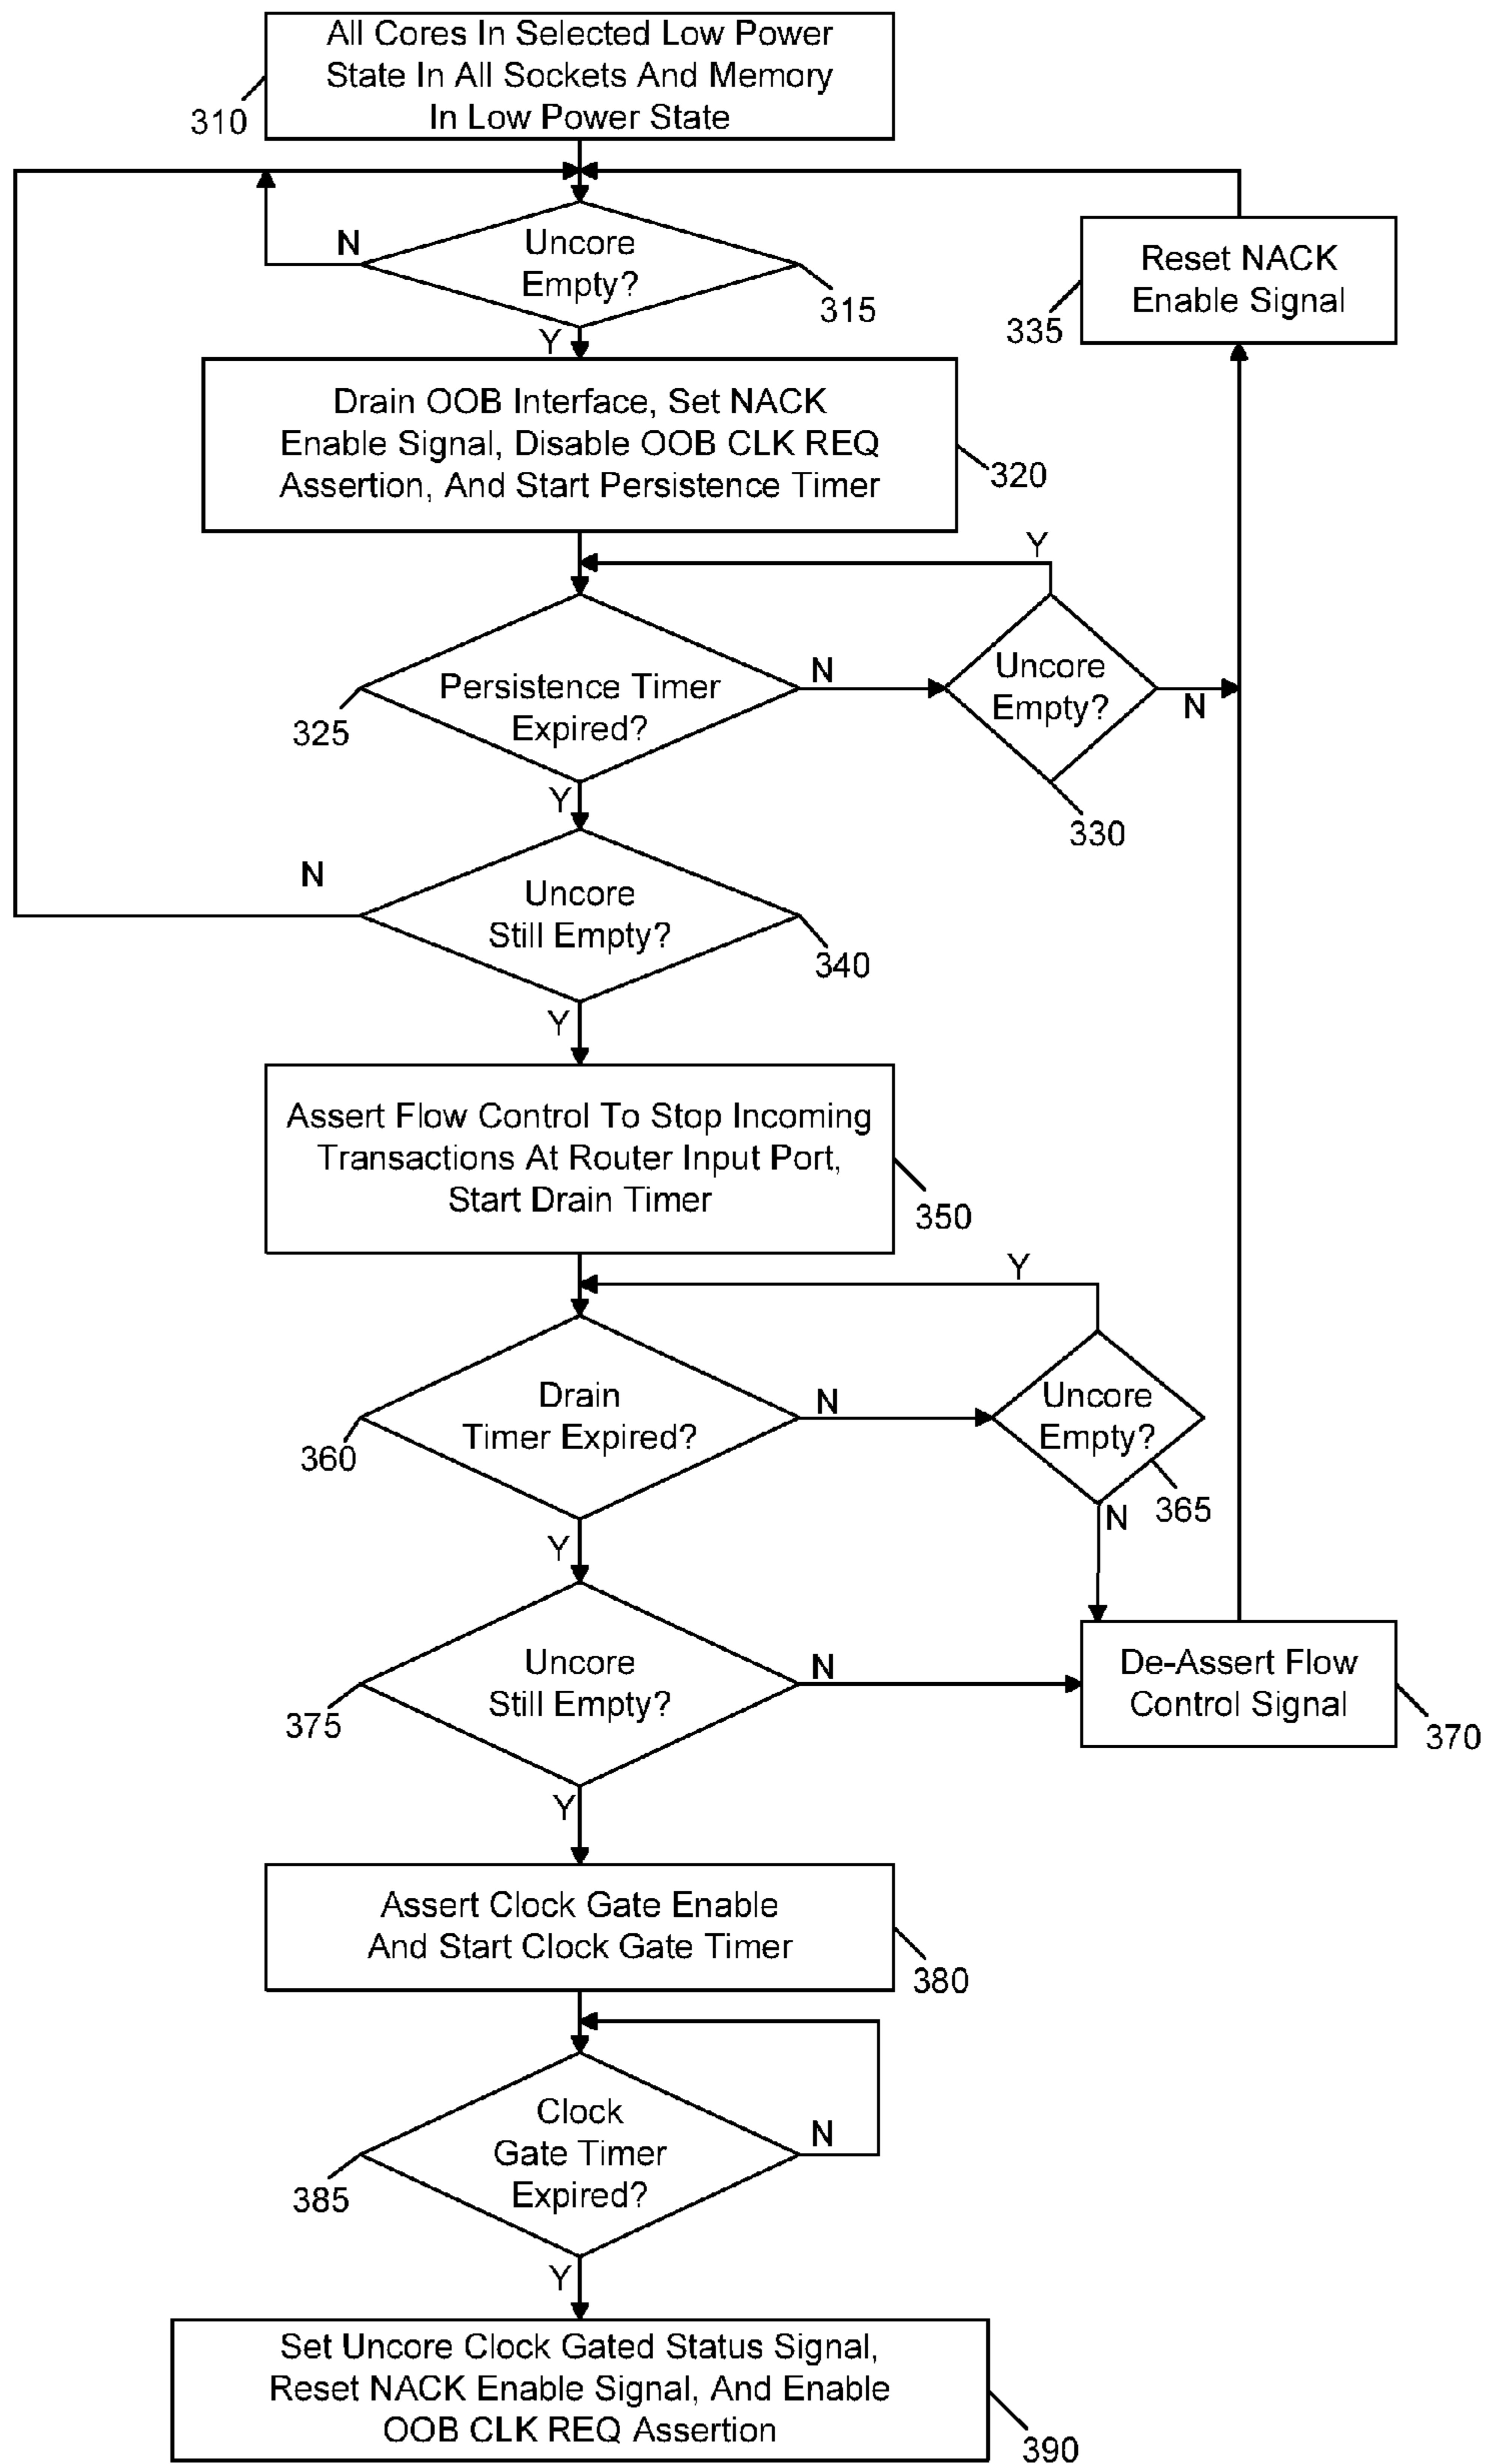 All Cores In Selected Low Power
State In All Sockets And Memory
In Low Power State
310
N
Uncore
Empty?
315
Y
Reset NACK
Enable Signal
335
Drain OOB Interface, Set NACK
Enable Signal, Disable OOB CLK REQ
Assertion, And Start Persistence Timer
320
Y
Persistence Timer
Expired?
325
N
Uncore
Empty?
N
330
Y
N
Uncore
Still Empty?
340
Y
Assert Flow Control To Stop Incoming
Transactions At Router Input Port,
Start Drain Timer
350
Y
Drain
Timer Expired?
360
N
Uncore
Empty?
365
N
Y
Uncore
Still Empty?
375
N
De-Assert Flow
Control Signal
370
Y
Assert Clock Gate Enable
And Start Clock Gate Timer
380
Clock
Gate Timer
Expired?
N
385
Y
Set Uncore Clock Gated Status Signal,
Reset NACK Enable Signal, And Enable
OOB CLK REQ Assertion
390